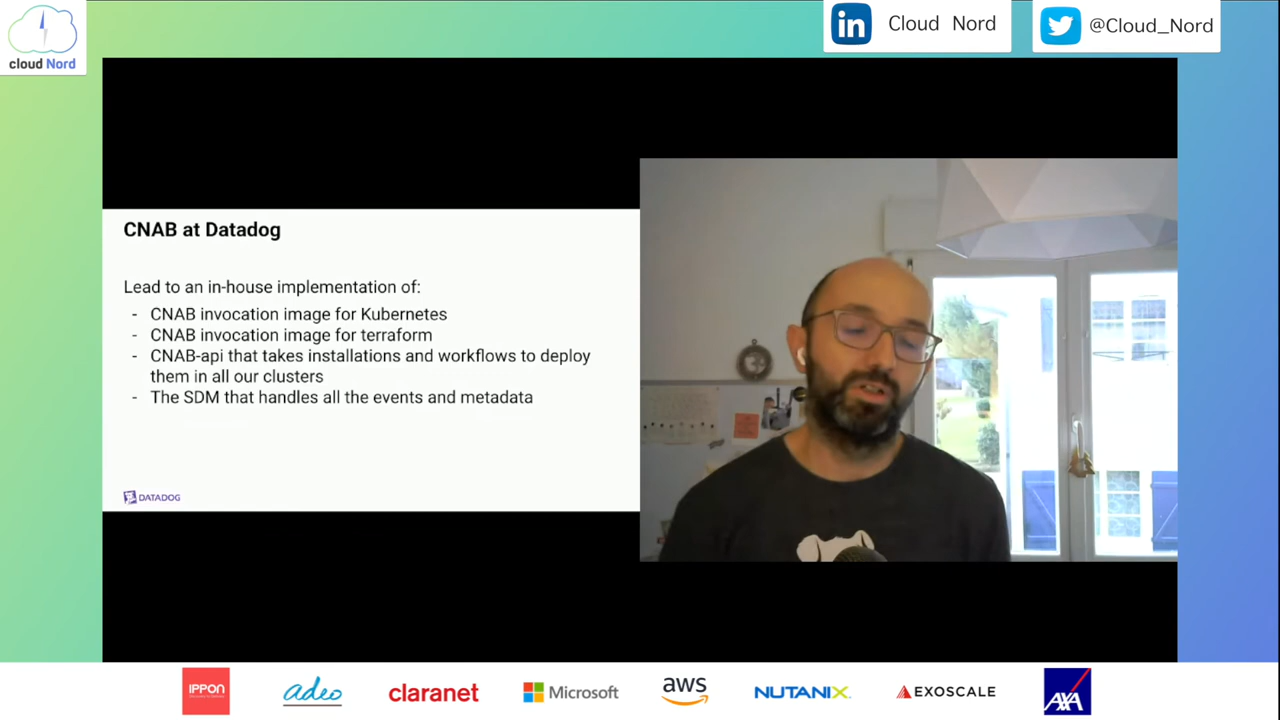 cloud Nord
in Cloud Nord
@Cloud_Nord
CNAB at Datadog
Lead to an in-house implementation of:
- CNAB invocation image for Kubernetes
- CNAB invocation image for terraform
- CNAB-api that takes installations and workflows to deploy
them in all our clusters
- The SDM that handles all the events and metadata
DATADOG
IPPON
adeo
claranet
Microsoft
aws
NUTANIX
EXOSCALE
AXA